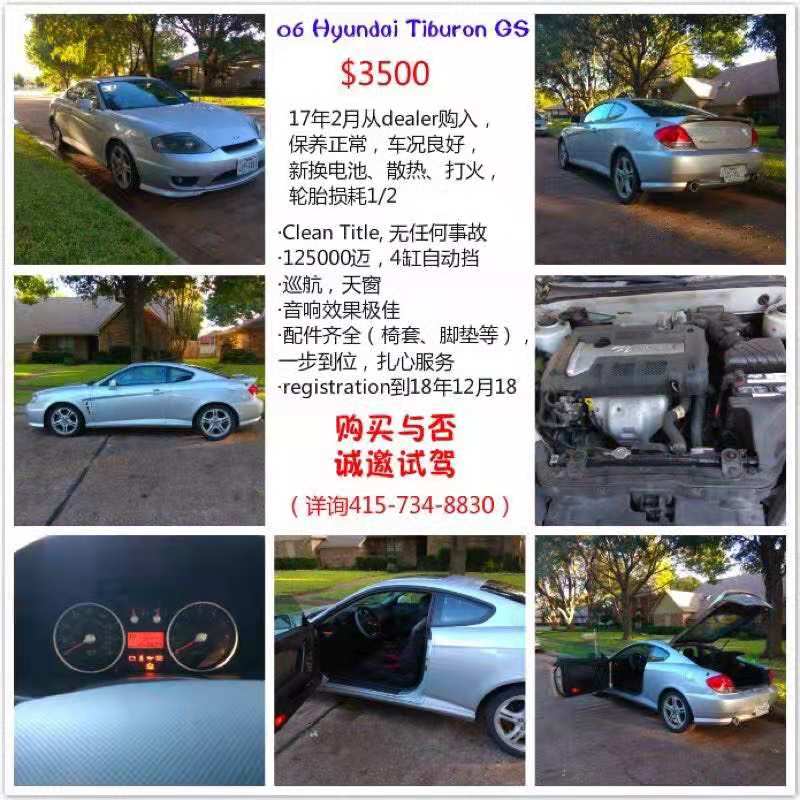 06 Hyundai Tiburon GS
$3500
17年2月从dealer购入，
保养正常，车况良好，
新换电池、散热、打火，
轮胎损耗1/2
·Clean Title, 无任何事故
·125000迈，4缸自动挡
·巡航，天窗
·音响效果极佳
·配件齐全（椅套、脚垫等），
一步到位，扎心服务
·registration到18年12月18
购买与否
诚邀试驾
（详询415-734-8830）